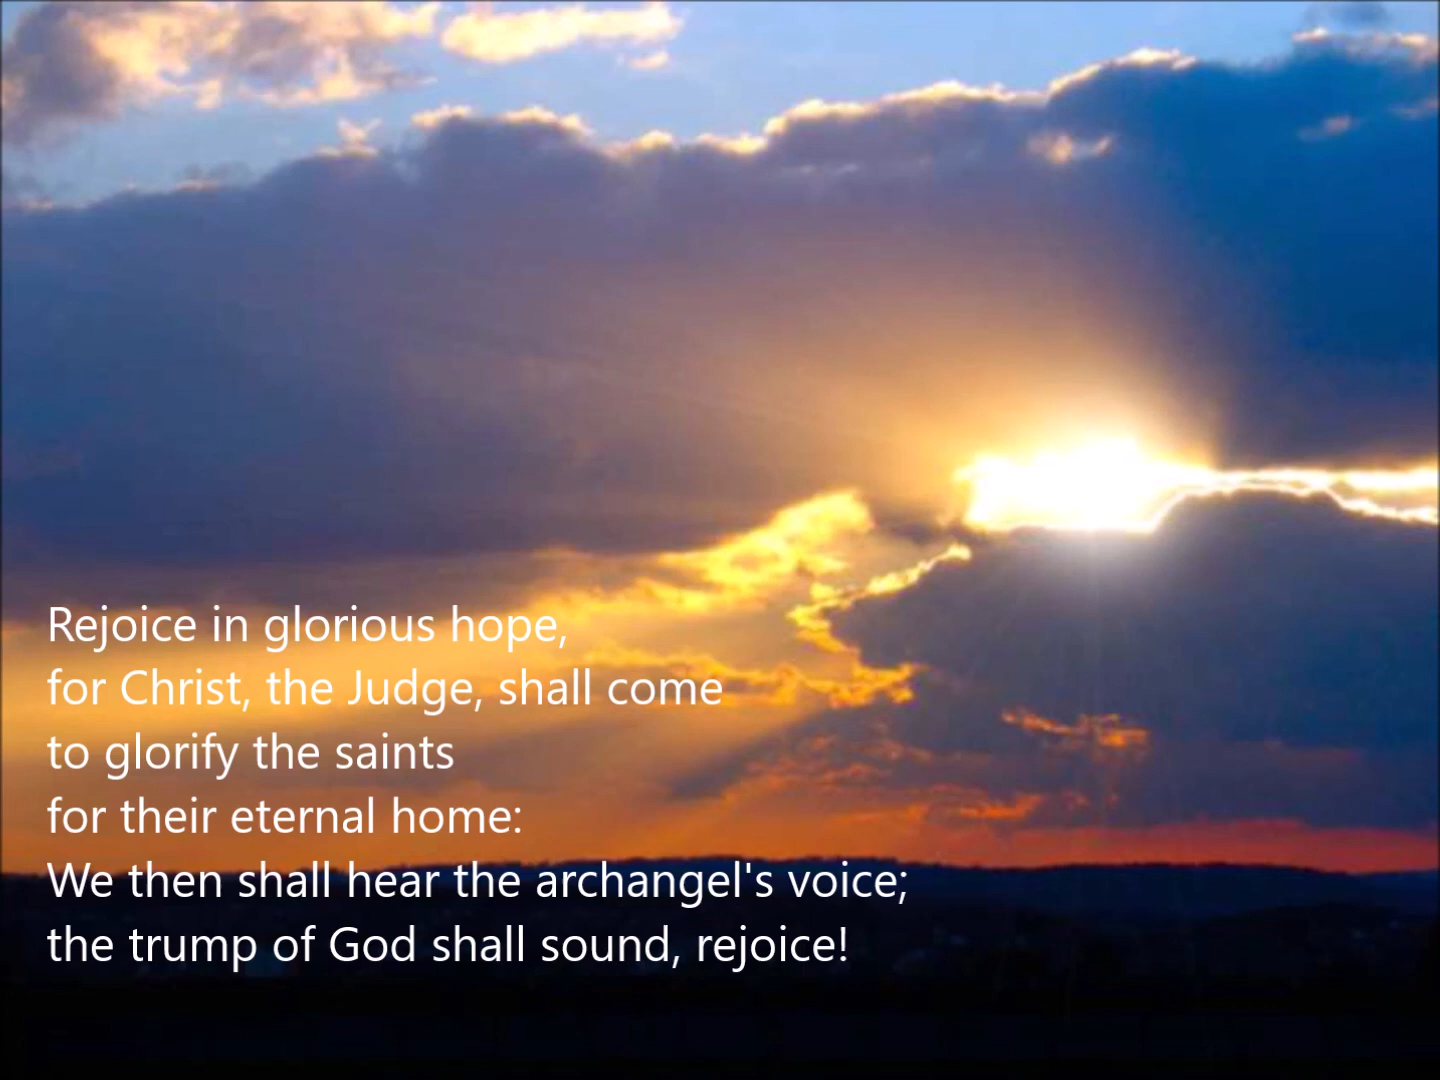 Rejoice in glorious hope,
for Christ, the Judge, shall come
to glorify the saints
for their eternal home:
We then shall hear the archangel's voice;
the trump of God shall sound, rejoice!